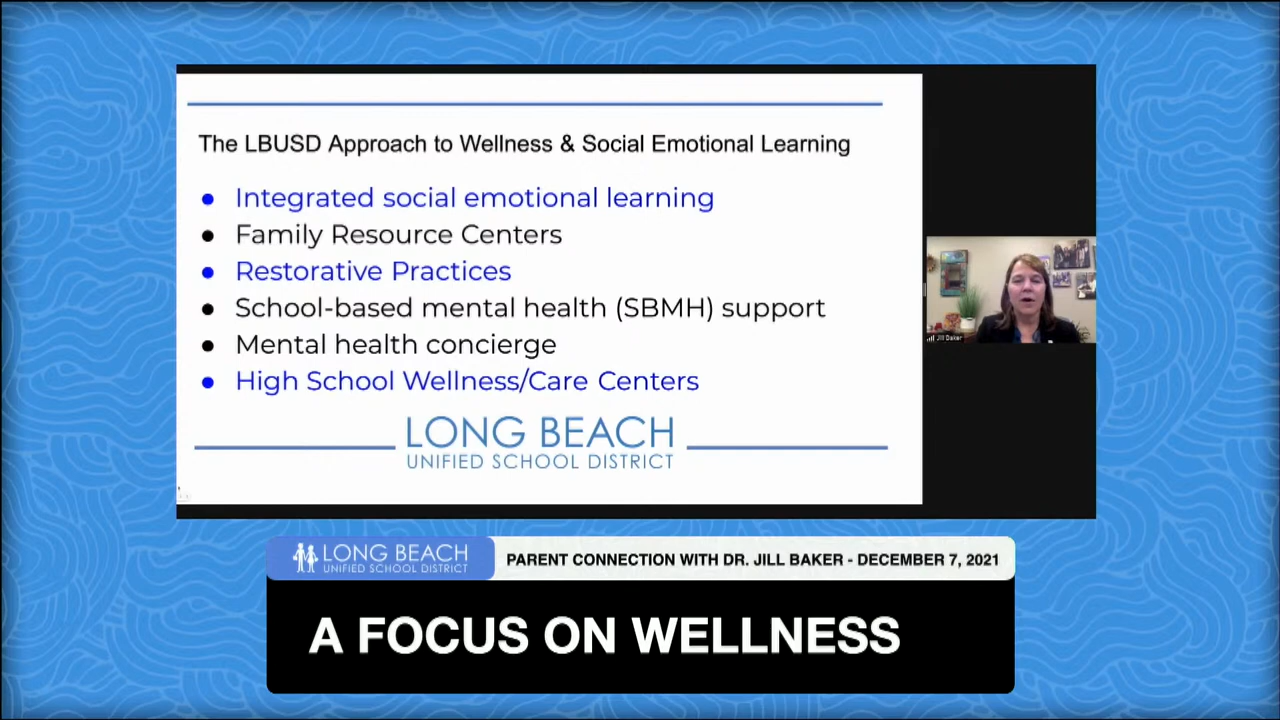 The LBUSD Approach to Wellness & Social Emotional Learning
● Integrated social emotional learning
● Family Resource Centers
● Restorative Practices
● School-based mental health (SBMH) support
● Mental health concierge
● High School Wellness/Care Centers
LONG BEACH
UNIFIED SCHOOL DISTRICT
Jill Baker
LONG BEACH
UNIFIED SCHOOL DISTRICT
PARENT CONNECTION WITH DR. JILL BAKER - DECEMBER 7, 2021
A FOCUS ON WELLNESS